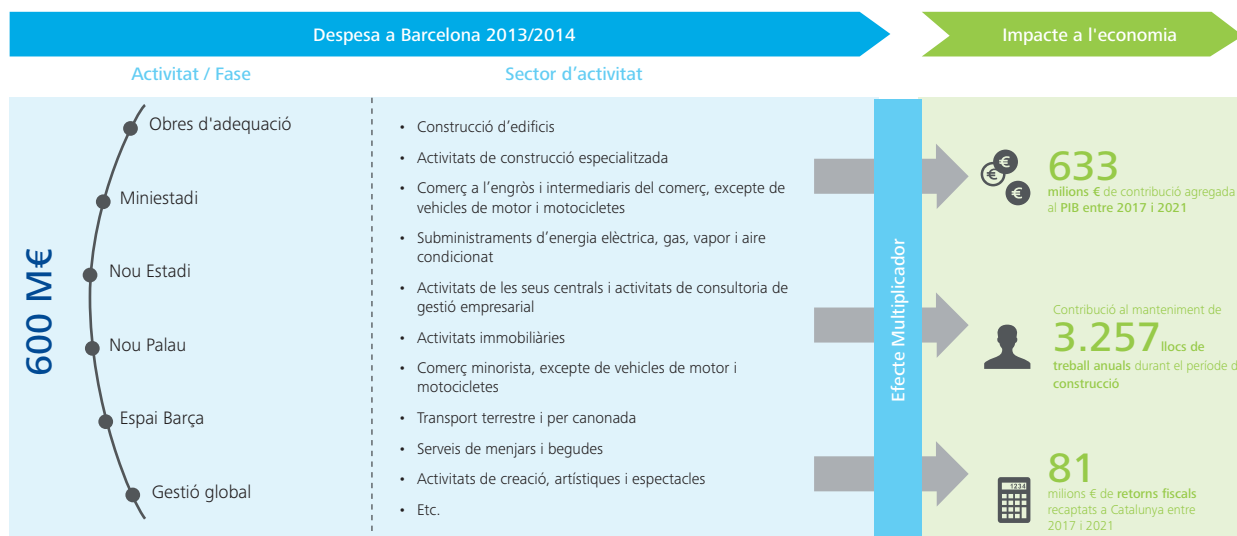 Despesa a Barcelona 2013/2014
Impacte a l'economia
Activitat / Fase
Sector d’activitat
600 M€
Obres d'adequació
Miniestadi
Nou Estadi
Nou Palau
Espai Barça
Gestió global
• Construcció d’edificis
• Activitats de construcció especialitzada
• Comerç a l’engròs i intermediaris del comerç, excepte de
vehicles de motor i motocicletes
• Subministraments d’energia elèctrica, gas, vapor i aire
condicionat
• Activitats de les seus centrals i activitats de consultoria de
gestió empresarial
• Activitats immobiliàries
• Comerç minorista, excepte de vehicles de motor i
motocicletes
• Transport terrestre i per canonada
• Serveis de menjars i begudes
• Activitats de creació, artístiques i espectacles
• Etc.
Efecte Multiplicador
633
milions € de contribució agregada
al PIB entre 2017 i 2021
Contribució al manteniment de
3.257 llocs de
treball anuals durant el període d
construcció
1234
81
milions € de retorns fiscals
recaptats a Catalunya entre
2017 i 2021